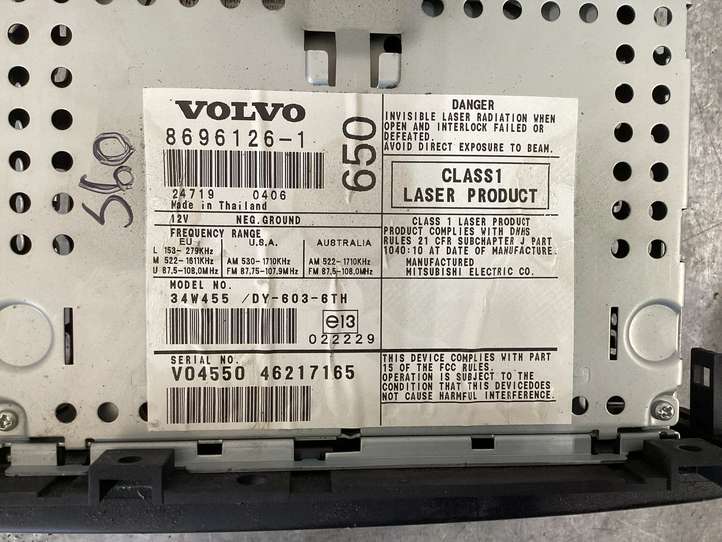 VOLVO
8696126-1
650
24719 0406
Made in Thailand
12V NEG.GROUND
FREQUENCY RANGE
EU U.S.A. AUSTRALIA
L 153- 279KHz
M 522-1611KHz AM 530-1710KHz AM 522-1710KHz
U 87.5-108.0MHz FM 87.75-107.9MHz FM 87.5-108.0MHz
MODEL NO.
34W455 /DY-603-6TH
e13
022229
SERIAL NO.
V04550 46217165
DANGER
INVISIBLE LASER RADIATION WHEN
OPEN AND INTERLOCK FAILED OR
DEFEATED.
AVOID DIRECT EXPOSURE TO BEAM.
CLASS1
LASER PRODUCT
CLASS 1 LASER PRODUCT
PRODUCT COMPLIES WITH DHHS
RULES 21 CFR SUBCHAPTER J PART
1040:10 AT DATE OF MANUFACTURE.
MANUFACTURED
MITSUBISHI ELECTRIC CO.
THIS DEVICE COMPLIES WITH PART
15 OF THE FCC RULES.
OPERATION IS SUBJECT TO THE
CONDITION THAT THIS DEVICEDOES
NOT CAUSE HARMFUL INTERFERENCE.
S60